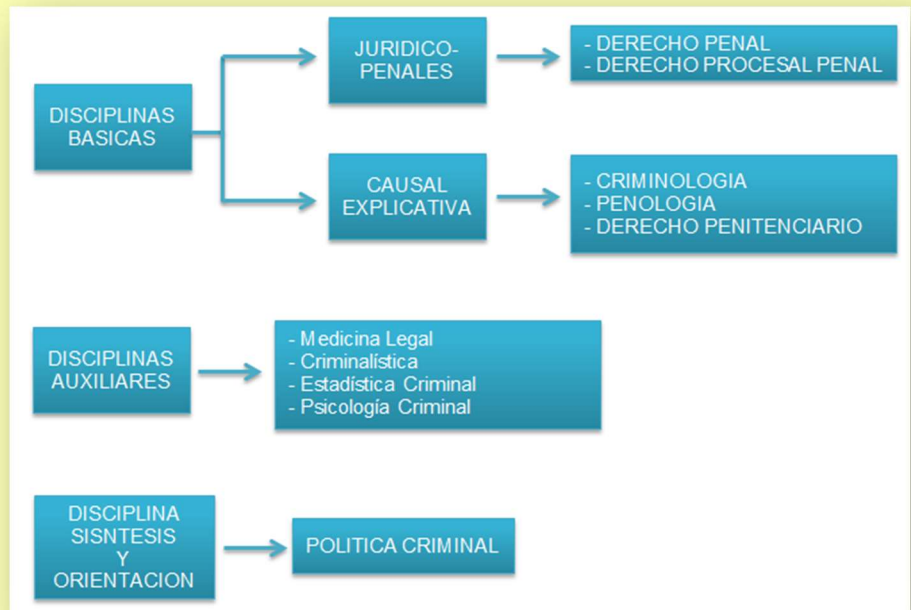 DISCIPLINAS
BASICAS
JURIDICO-
PENALES
- DERECHO PENAL
- DERECHO PROCESAL PENAL
CAUSAL
EXPLICATIVA
- CRIMINOLOGIA
- PENOLOGIA
- DERECHO PENITENCIARIO
DISCIPLINAS
AUXILIARES
- Medicina Legal
- Criminalística
- Estadística Criminal
- Psicología Criminal
DISCIPLINA
SISNTESIS
Y
ORIENTACION
POLITICA CRIMINAL